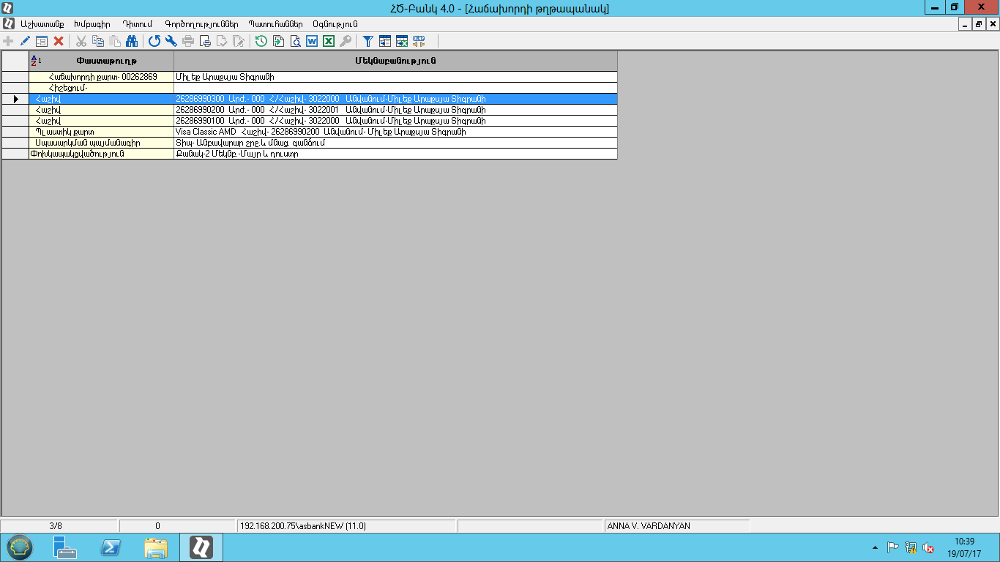 ՀԾ-Բանկ 4.0 - [Հաճախորդի թղթապանակ]
Աշխատանք Խմբագիր Դիտում Գործողություններ Պատուհաններ Օգնություն
Փաստաթուղթ Մեկնաբանություն
Հաճախորդի քարտ- 00262869 Միլեք Արաքսյա Տիգրանի
Հիշեցում-
Հաշիվ 26286990300 Արժ.- 000 Հ/Հաշիվ- 3022000 Անվանում-Միլեք Արաքսյա Տիգրանի
Հաշիվ 26286990200 Արժ.- 000 Հ/Հաշիվ- 3022001 Անվանում-Միլեք Արաքսյա Տիգրանի
Հաշիվ 26286990100 Արժ.- 000 Հ/Հաշիվ- 3022000 Անվանում-Միլեք Արաքսյա Տիգրանի
Պլաստիկ քարտ Visa Classic AMD Հաշիվ- 26286990200 Անվանում- Միլեք Արաքսյա Տիգրանի
Սպասարկման պայմանագիր Տիպ- Անբավարար շրջ.և մնաց. գանձում
Փոխկապակցվածություն Քանակ-2 Մեկնբ.-Մայր և դուստր
3/8 0 192.168.200.75\asbankNEW (11.0) ANNA V. VARDANYAN
10:39
19/07/17